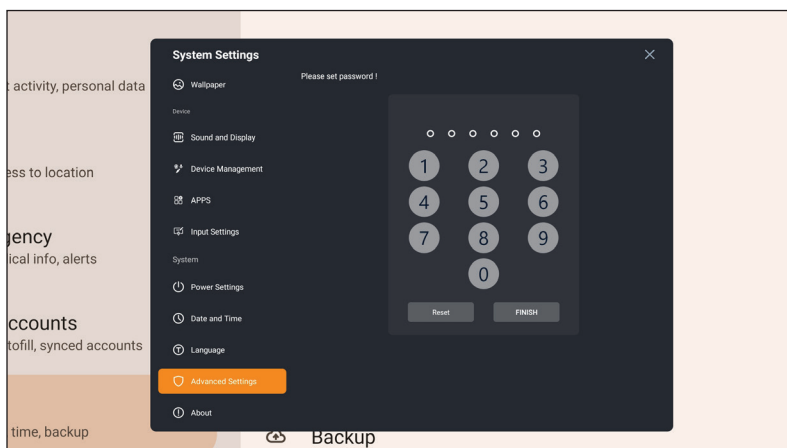 System Settings
Wallpaper
Device
Sound and Display
Device Management
APPS
Input Settings
System
Power Settings
Date and Time
Language
Advanced Settings
About
Please set password !
1 2 3
4 5 6
7 8 9
0
Reset FINISH
activity, personal data
ess to location
gency
ical info, alerts
ccounts
tofill, synced accounts
time, backup
Backup